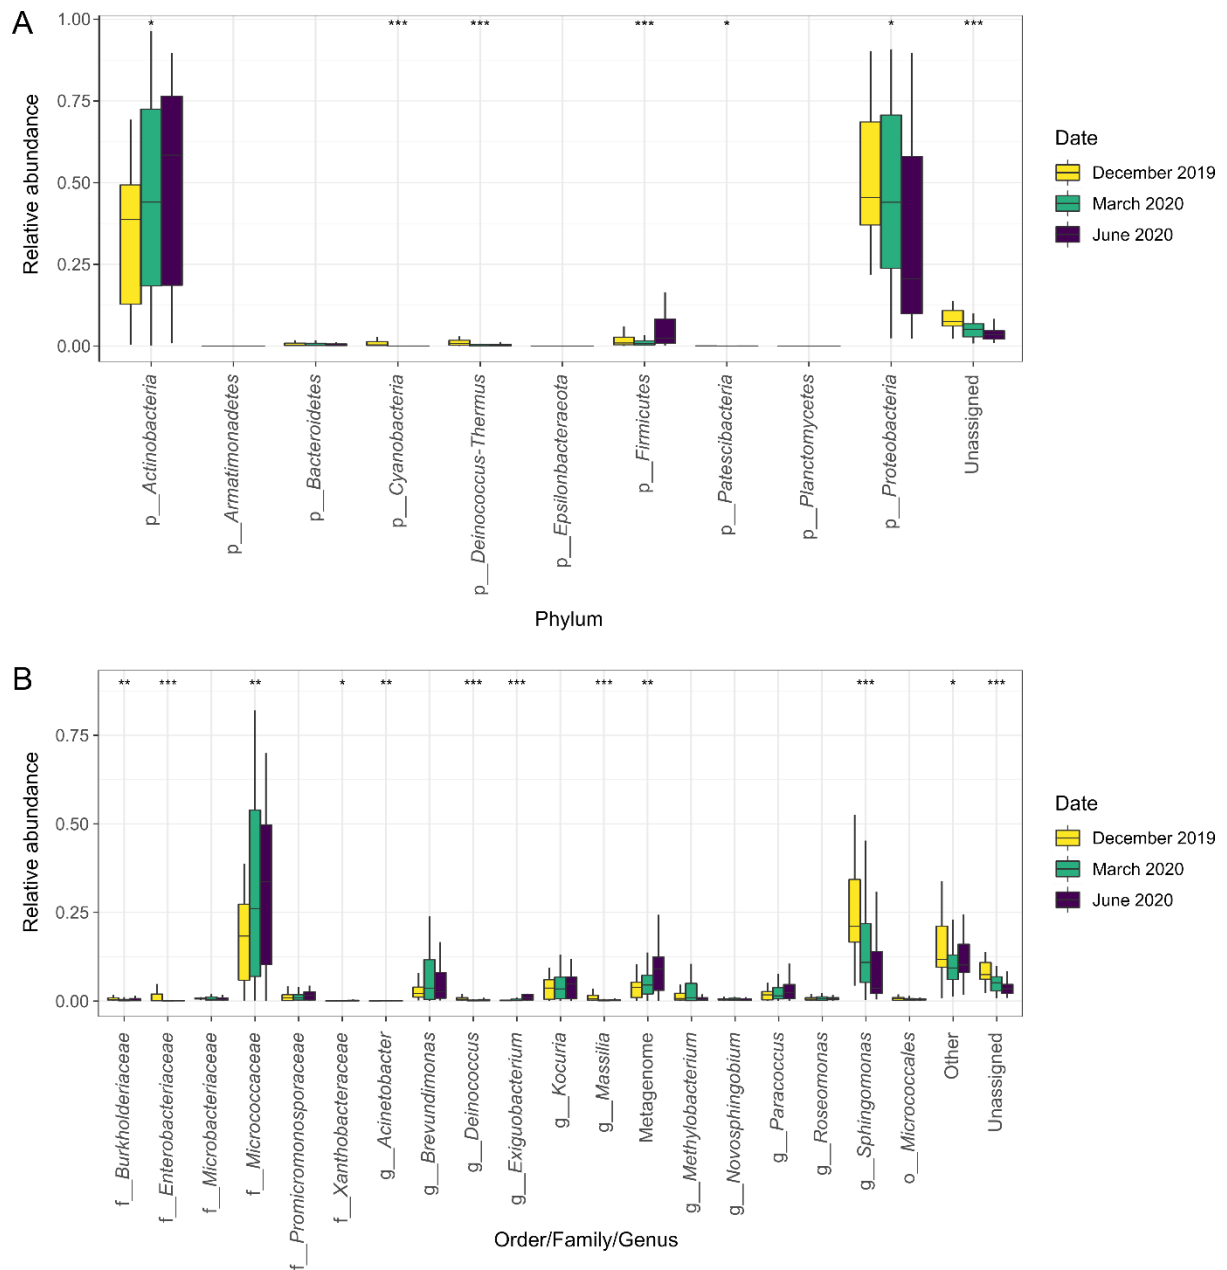 A
* *** *** *** * * ***
1.00
0.75
0.50
0.25
0.00
Relative abundance
p__Actinobacteria
p__Armatimonadetes
p__Bacteroidetes
p__Cyanobacteria
p__Deinococcus-Thermus
p__Epsilonbacteraeota
p__Firmicutes
p__Patescibacteria
p__Planctomycetes
p__Proteobacteria
Unassigned
Phylum
Date
December 2019
March 2020
June 2020
B
** *** ** * ** *** *** *** ** *** * ***
0.75
0.50
0.25
0.00
Relative abundance
f__Burkholderiaceae
f__Enterobacteriaceae
f__Microbacteriaceae
f__Micrococcaceae
f__Promicromonosporaceae
f__Xanthobacteraceae
g__Acinetobacter
g__Brevundimonas
g__Deinococcus
g__Exiguobacterium
g__Kocuria
g__Massilia
Metagenome
g__Methylobacterium
g__Novosphingobium
g__Paracoccus
g__Roseomonas
g__Sphingomonas
o__Micrococcales
Other
Unassigned
Order/Family/Genus
Date
December 2019
March 2020
June 2020